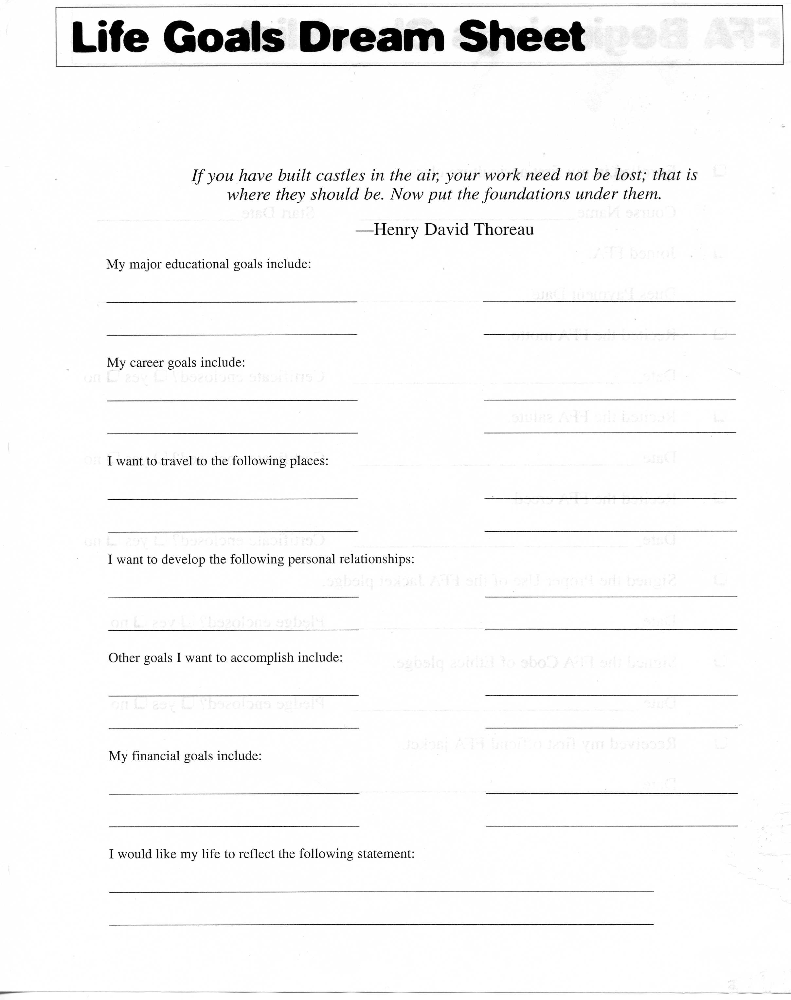 Life Goals Dream Sheet
If you have built castles in the air, your work need not be lost; that is
where they should be. Now put the foundations under them.
—Henry David Thoreau
My major educational goals include:
My career goals include:
I want to travel to the following places:
I want to develop the following personal relationships:
Other goals I want to accomplish include:
My financial goals include:
I would like my life to reflect the following statement: